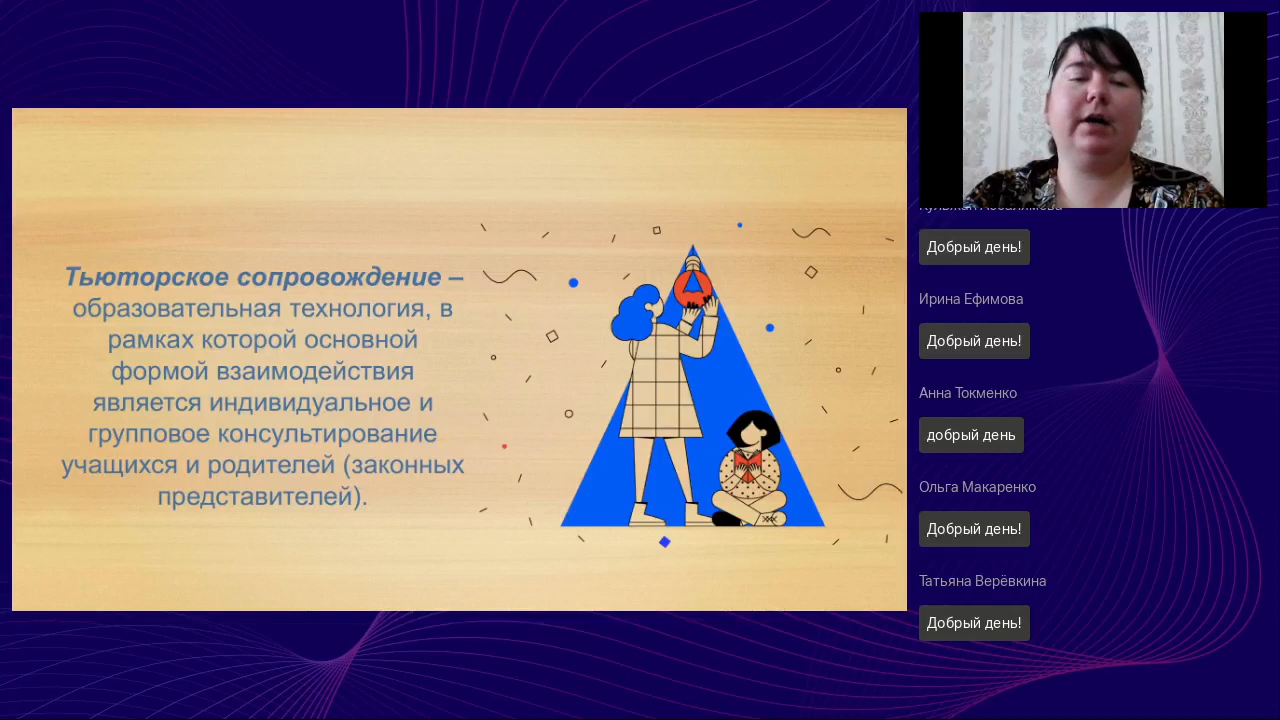 Тьюторское сопровождение –
образовательная технология, в
рамках которой основной
формой взаимодействия
является индивидуальное и
групповое консультирование
учащихся и родителей (законных
представителей).
Добрый день!
Ирина Ефимова
Добрый день!
Анна Токменко
добрый день
Ольга Макаренко
Добрый день!
Татьяна Верёвкина
Добрый день!